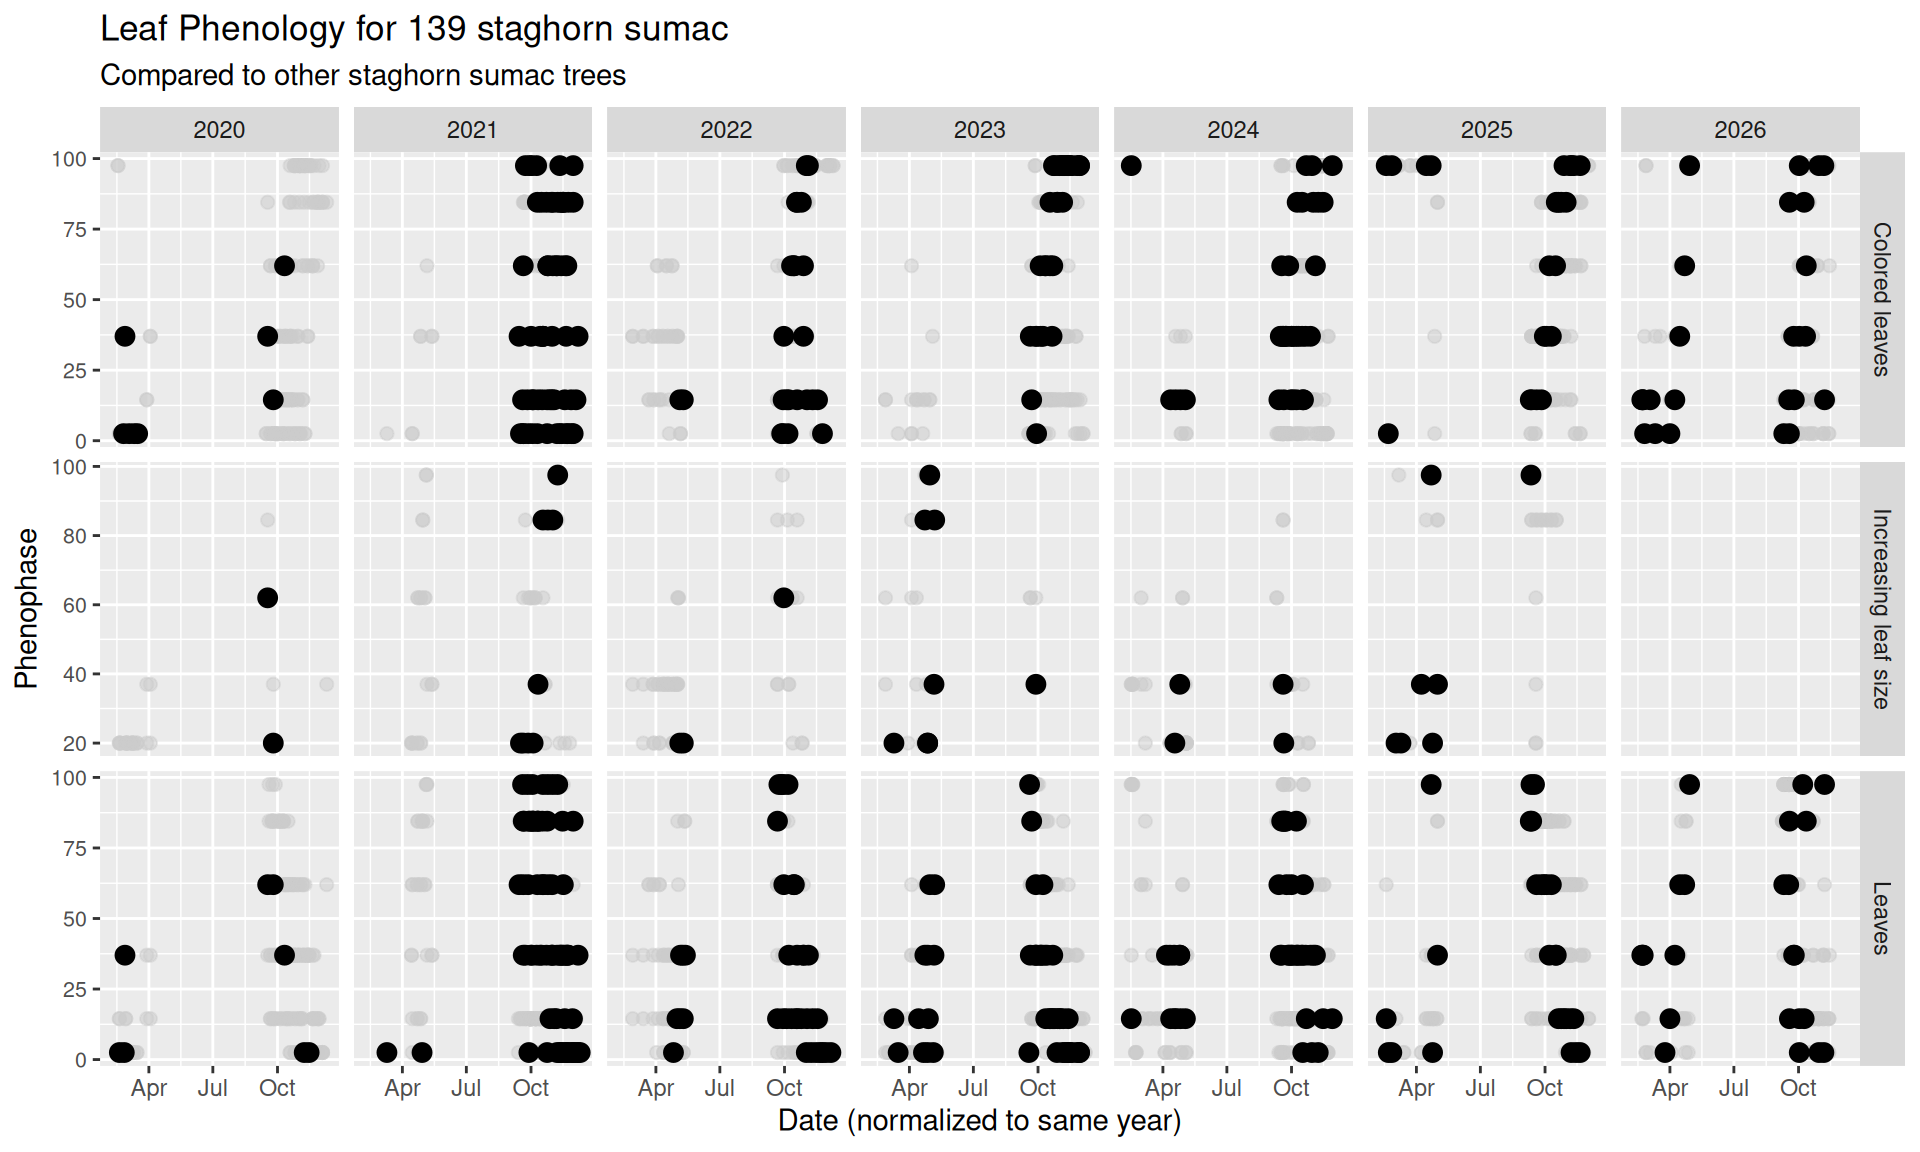 Leaf Phenology for 139 staghorn sumac
Compared to other staghorn sumac trees
2020 2021 2022 2023 2024 2025 2026
100
75
50
25
0
Colored leaves
100
80
60
40
20
Increasing leaf size
100
75
50
25
0
Leaves
Phenophase
Apr Jul Oct Apr Jul Oct Apr Jul Oct Apr Jul Oct Apr Jul Oct Apr Jul Oct Apr Jul Oct
Date (normalized to same year)